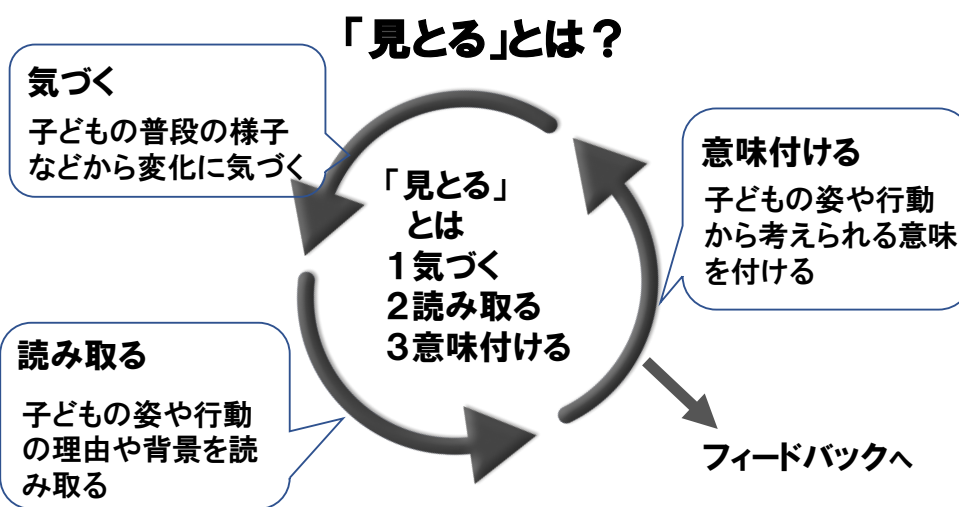 「見とる」とは？
気づく
子どもの普段の様子
などから変化に気づく
「見とる」
とは
１気づく
２読み取る
３意味付ける
意味付ける
子どもの姿や行動
から考えられる意味
を付ける
読み取る
子どもの姿や行動
の理由や背景を読
み取る
フィードバックへ